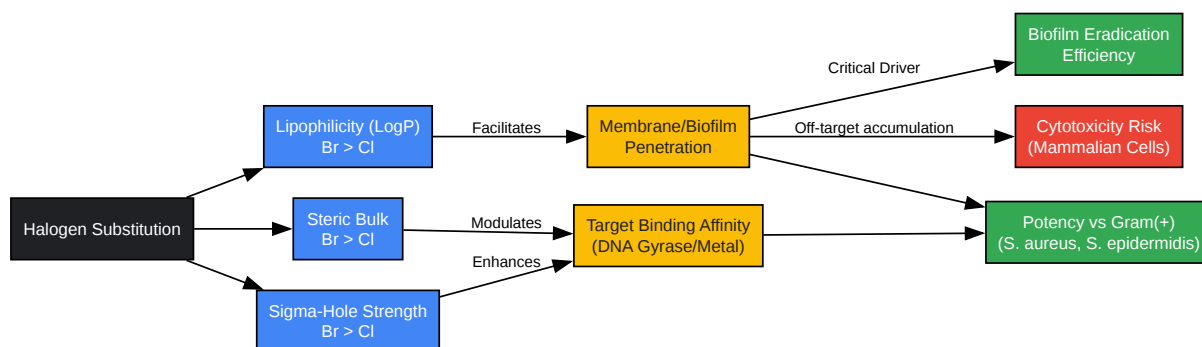 Halogen Substitution
Lipophilicity (LogP)
Br > Cl
Steric Bulk
Br > Cl
Sigma-Hole Strength
Br > Cl
Facilitates
Modulates
Enhances
Membrane/Biofilm
Penetration
Target Binding Affinity
(DNA Gyrase/Metal)
Critical Driver
Off-target accumulation
Biofilm Eradication
Efficiency
Cytotoxicity Risk
(Mammalian Cells)
Potency vs Gram(+)
(S. aureus, S. epidermidis)